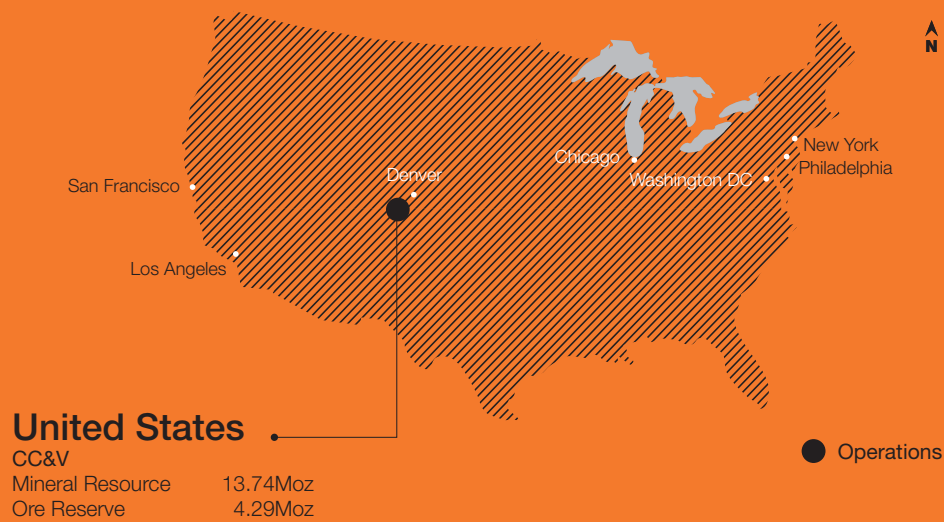 N
New York
Chicago
Philadelphia
Denver
Washington DC
San Francisco
Los Angeles
United States
CC&V
Operations
Mineral Resource 13.74Moz
Ore Reserve 4.29Moz